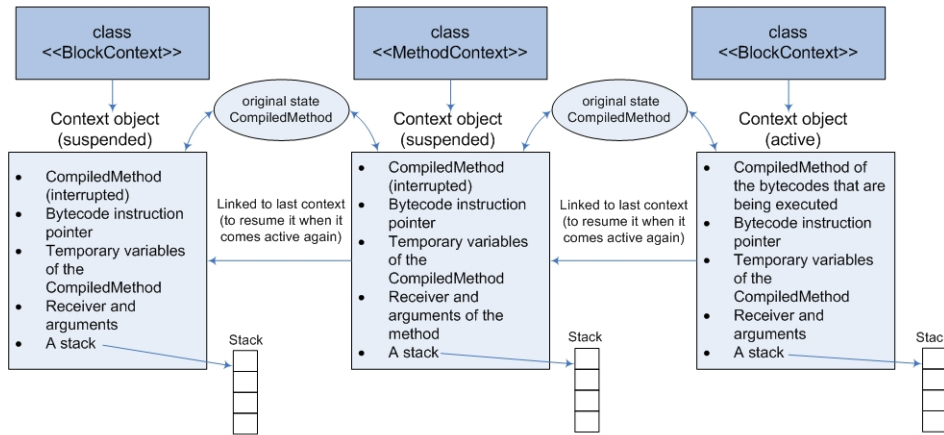 class
<<BlockContext>>
class
<<MethodContext>>
class
<<BlockContext>>
original state
CompiledMethod
original state
CompiledMethod
Context object
(suspended)
Context object
(suspended)
Context object
(active)
• CompiledMethod
(interrupted)
• Bytecode instruction
pointer
• Temporary variables
of the
CompiledMethod
• Receiver and
arguments
• A stack
Linked to last context
(to resume it when it
comes active again)
Stack
• CompiledMethod
(interrupted)
• Bytecode instruction
pointer
• Temporary variables
of the
CompiledMethod
• Receiver and
arguments of the
method
• A stack
Linked to last context
(to resume it when it
comes active again)
Stack
• CompiledMethod of
the bytecodes that are
being executed
• Bytecode instruction
pointer
• Temporary variables
of the
CompiledMethod
• Receiver and
arguments
• A stack
Stac